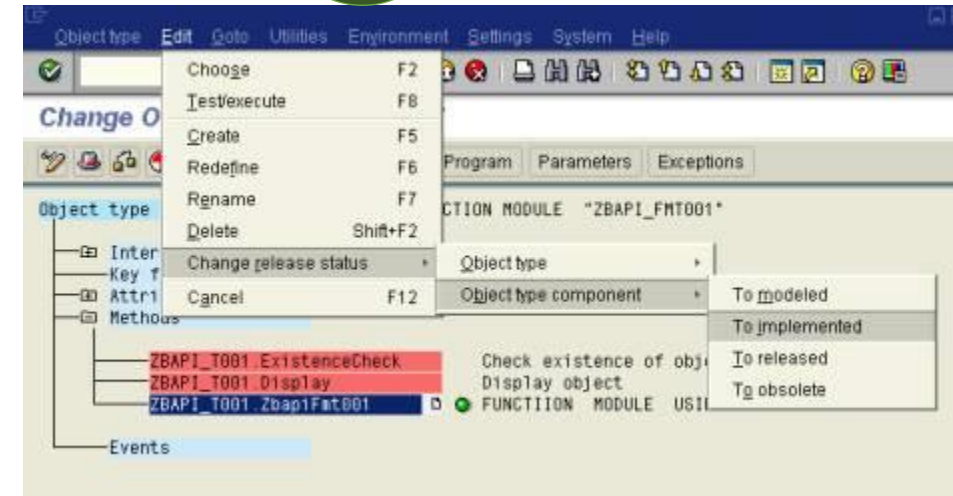 Object type Edit Goto Utilities Environment Settings System Help
Choose F2
Test/execute F8
Change O
Create F5
Redefine F6
Program Parameters Exceptions
Rename F7
Object type CTION MODULE "ZBAPI_FMT001"
Delete Shift+F2
Inter
Change release status
Object type
Key f
Attri
Cancel F12
Object type component
To modeled
Methods
To implemented
ZBAPI_T001.ExistenceCheck Check existence of obje
To released
ZBAPI_T001.Display Display object
To obsolete
ZBAPI_T001.ZbapiFmt001 FUNCTIION MODULE USI
Events